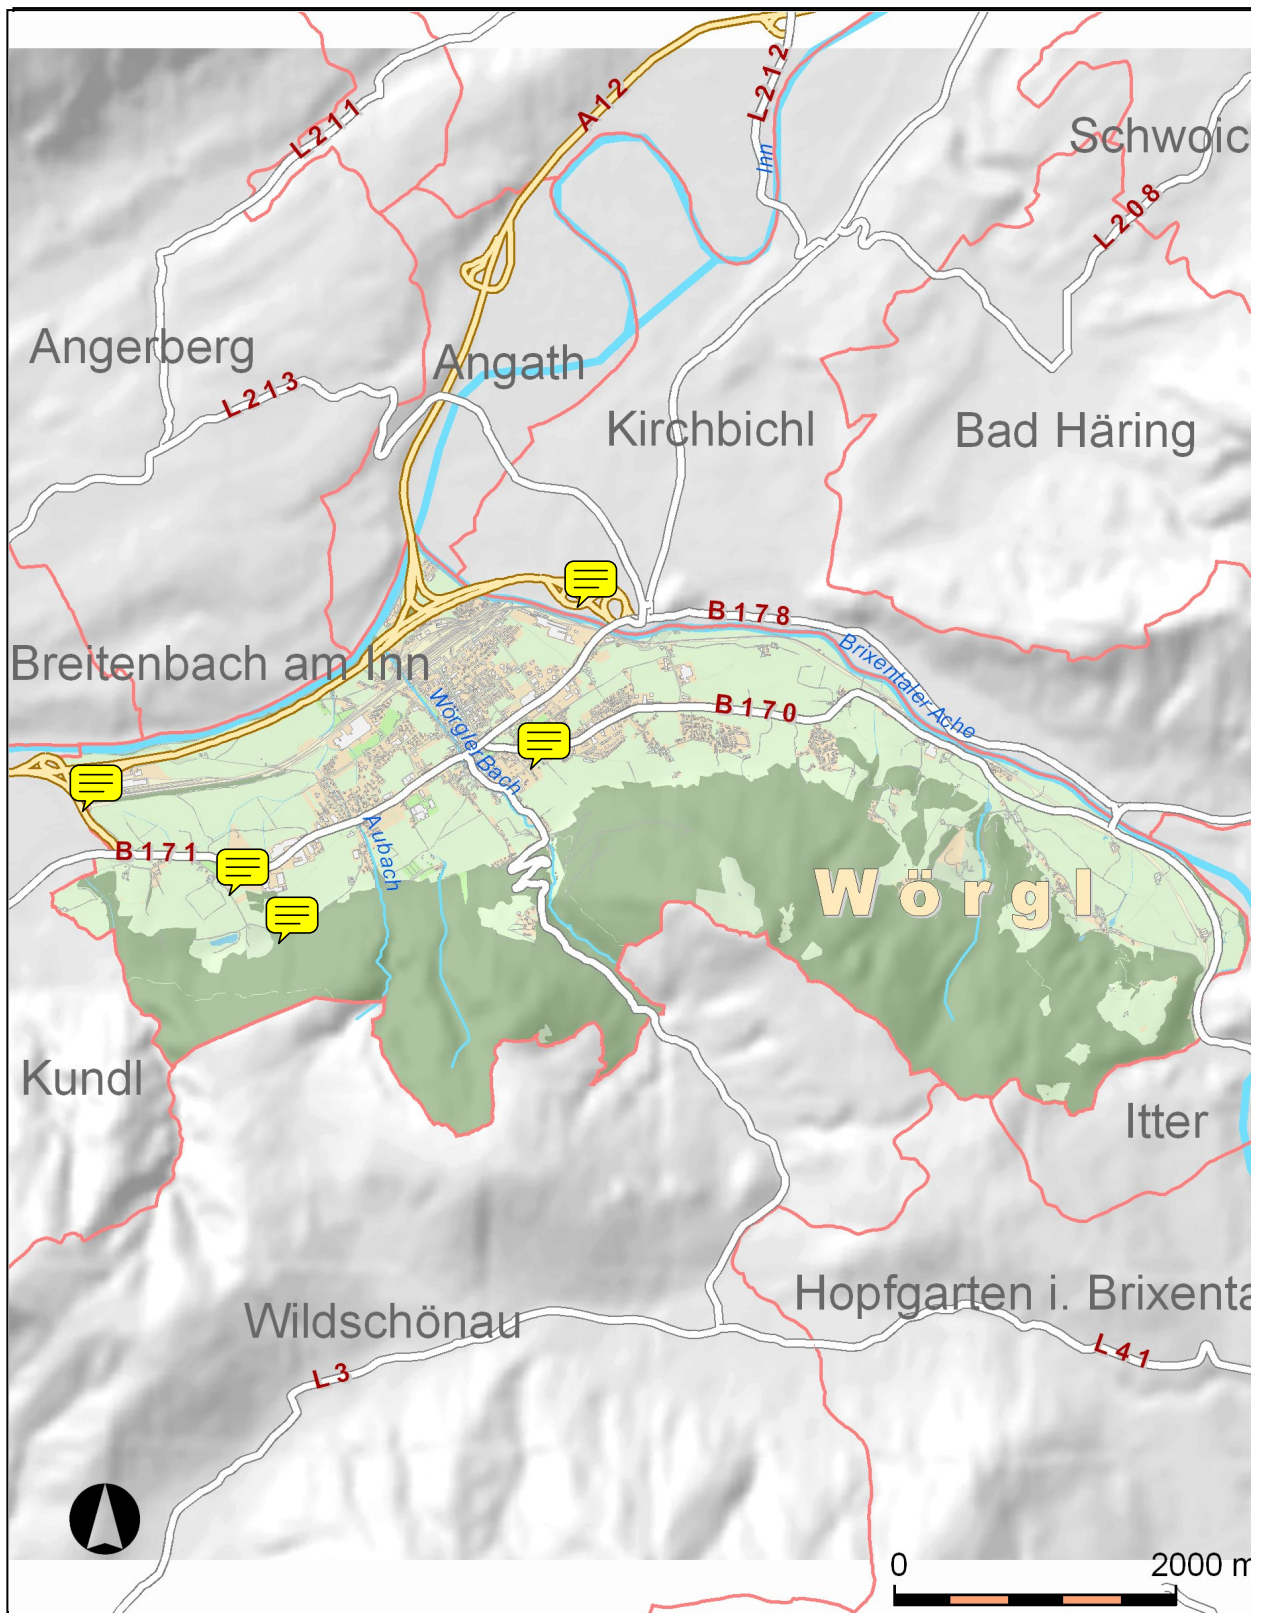 A12
L212
L211
Schwoic
Inn
L208
Angerberg
Angath
L213
Kirchbichl
Bad Häring
B178
Breitenbach am Inn
Brixentaler Ache
Wörgler Bach
B170
Aubach
B171
Wörgl
Kundl
Itter
Hopfgarten i. Brixenta
Wildschönau
L41
L3
0
2000 m